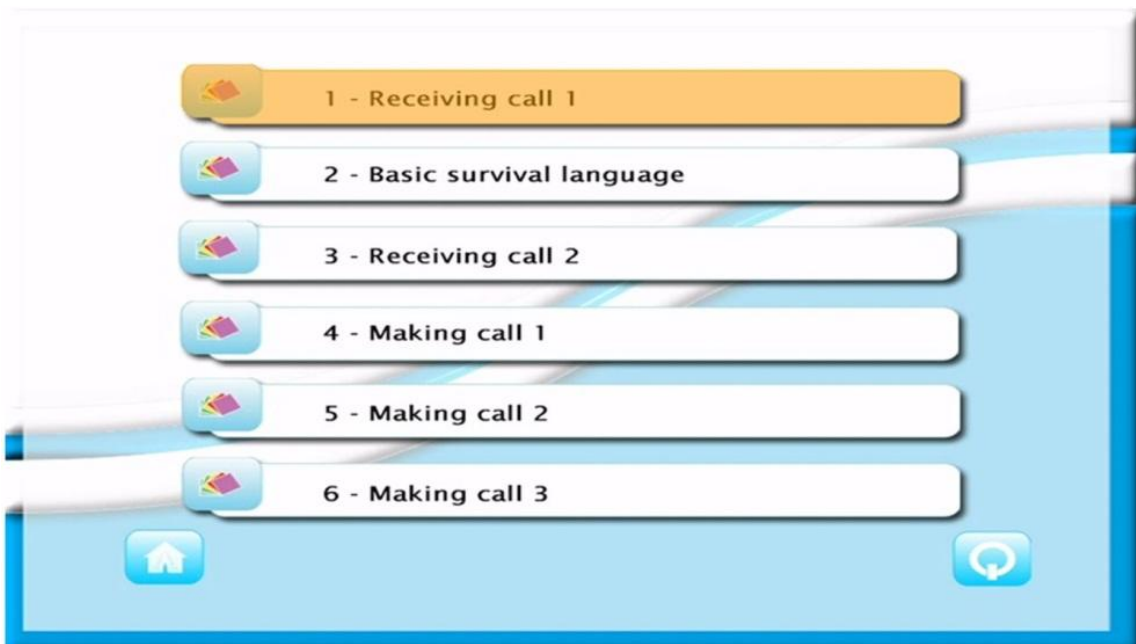 1 - Receiving call 1
2 - Basic survival language
3 - Receiving call 2
4 - Making call 1
5 - Making call 2
6 - Making call 3